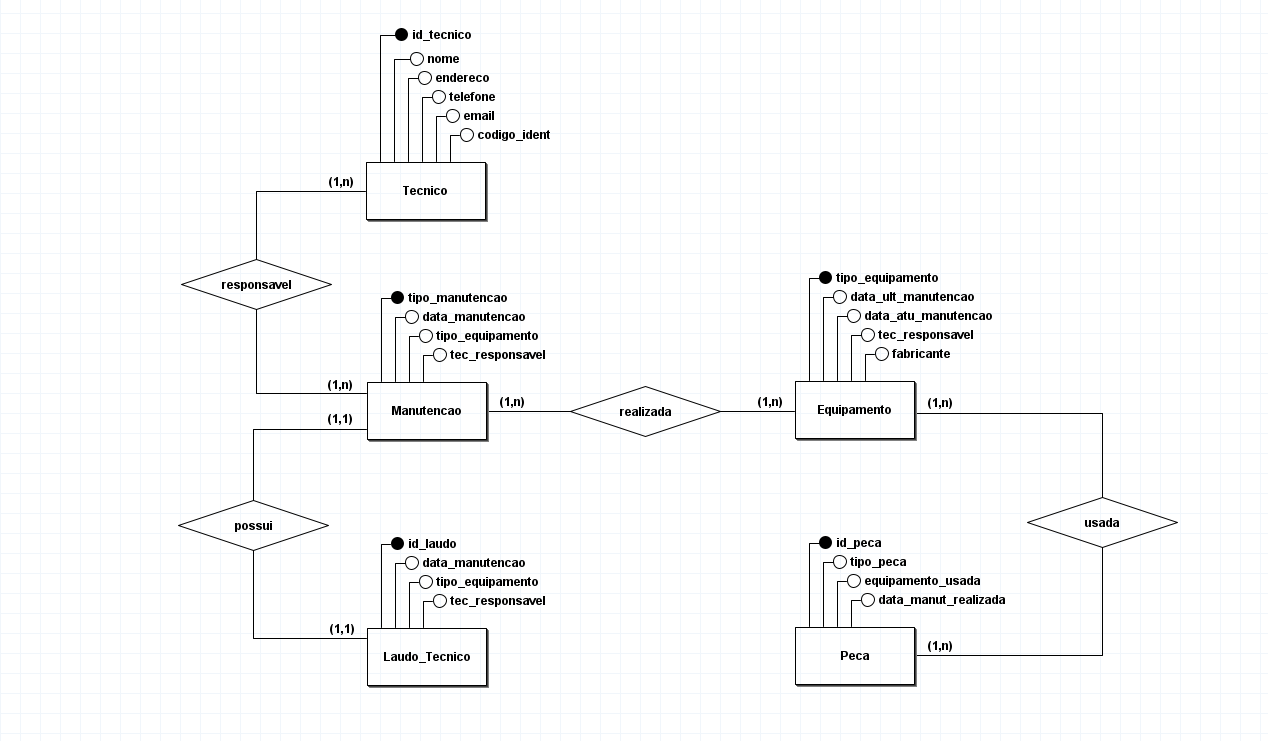 id_tecnico
nome
endereco
telefone
email
codigo_ident
(1,n)
Tecnico
responsavel
tipo_manutencao
data_manutencao
tipo_equipamento
tec_responsavel
(1,n)
Manutencao
(1,1)
(1,n)
realizada
(1,n)
tipo_equipamento
data_ult_manutencao
data_atu_manutencao
tec_responsavel
fabricante
Equipamento
(1,n)
possui
usada
id_laudo
data_manutencao
tipo_equipamento
tec_responsavel
(1,1)
Laudo_Tecnico
id_peca
tipo_peca
equipamento_usada
data_manut_realizada
Peca
(1,n)